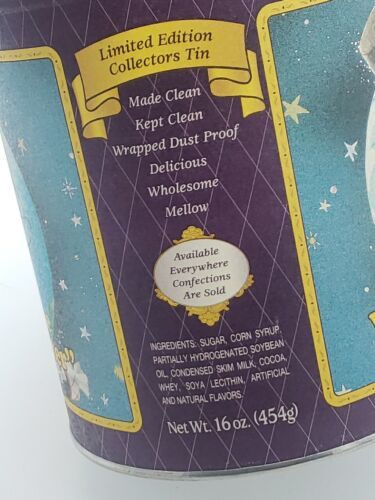 Limited Edition
Collectors Tin
Made Clean
Kept Clean
Wrapped Dust Proof
Delicious
Wholesome
Mellow
Available
Everywhere
Confections
Are Sold
INGREDIENTS: SUGAR, CORN SYRUP,
PARTIALLY HYDROGENATED SOYBEAN
OIL, CONDENSED SKIM MILK, COCOA,
WHEY, SOYA LECITHIN, ARTIFICIAL
AND NATURAL FLAVORS.
Net Wt. 16 oz. (454g)